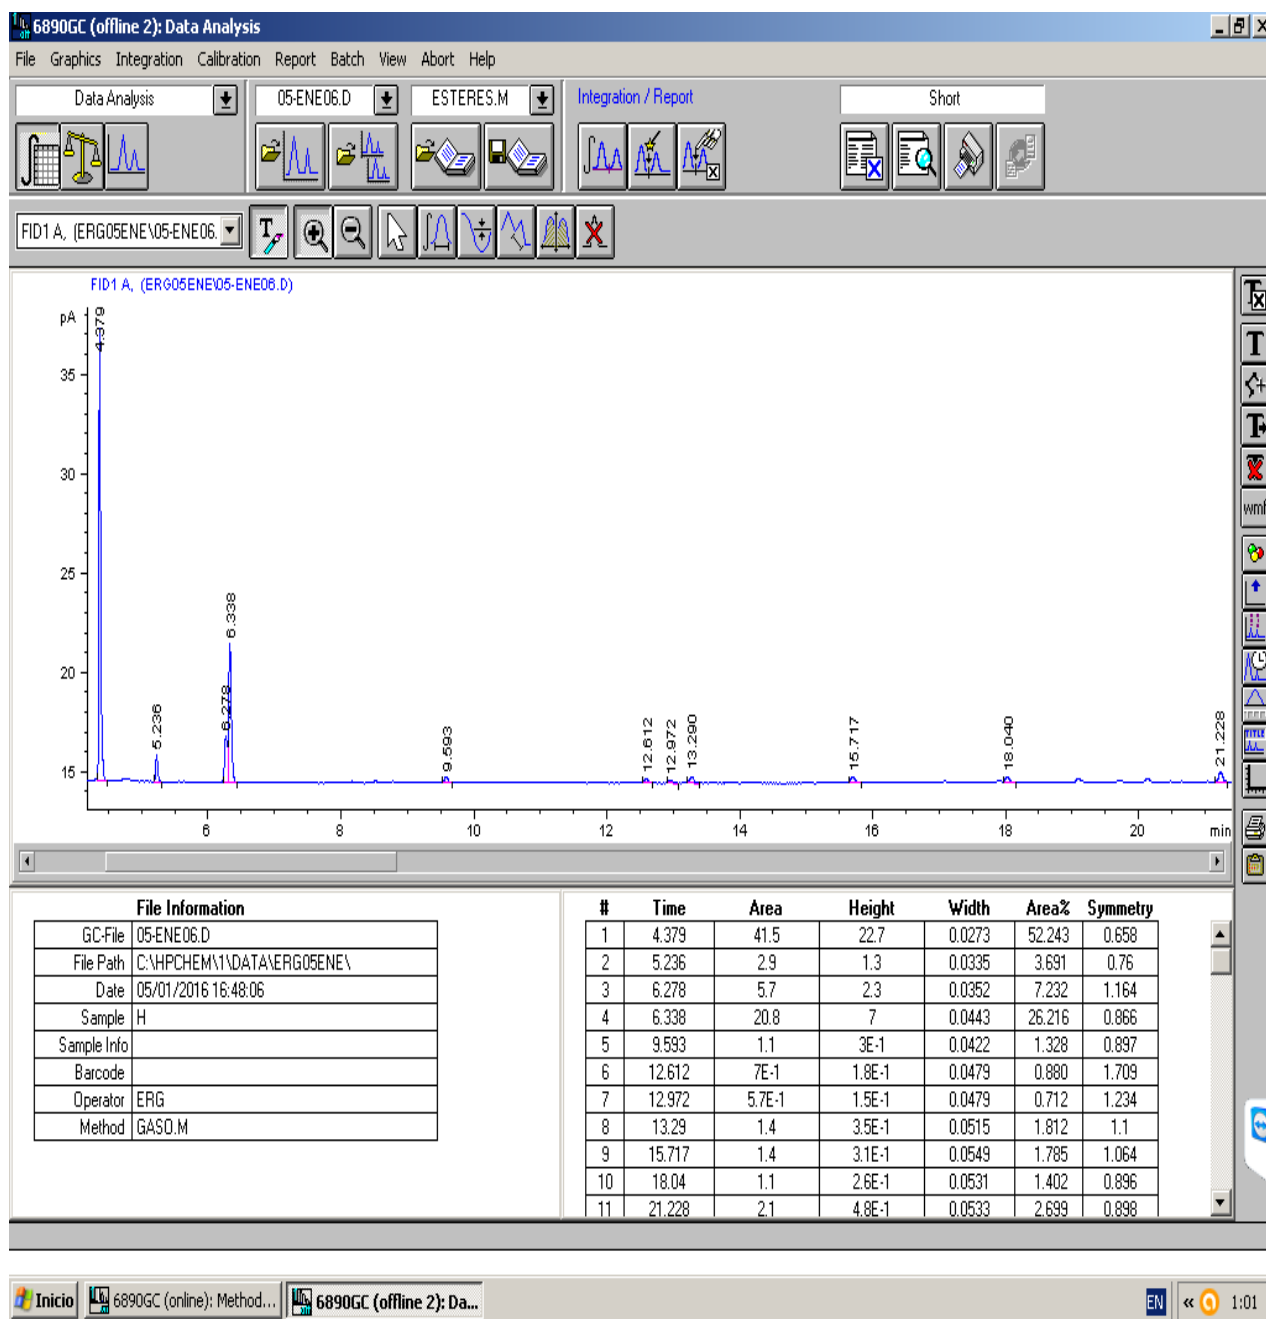 6890GC (offline 2): Data Analysis
File Graphics Integration Calibration Report Batch View Abort Help
Data Analysis 05-ENE06.D ESTERES.M Integration / Report Short
FID1 A, (ERG05ENE\05-ENE06.
FID1 A, (ERG05ENE\05-ENE06.D)
pA
35
30
25
20
15
4.379
5.236
6.278
6.338
9.593
12.612
12.972
13.290
15.717
18.040
21.228
6 8 10 12 14 16 18 20 min
T
wmf
TITLE
File Information
GC-File 05-ENE06.D
File Path C:\HPCHEM\1\DATA\ERG05ENE\
Date 05/01/2016 16:48:06
Sample H
Sample Info
Barcode
Operator ERG
Method GASO.M
# Time Area Height Width Area% Symmetry
1 4.379 41.5 22.7 0.0273 52.243 0.658
2 5.236 2.9 1.3 0.0335 3.691 0.76
3 6.278 5.7 2.3 0.0352 7.232 1.164
4 6.338 20.8 7 0.0443 26.216 0.866
5 9.593 1.1 3E-1 0.0422 1.328 0.897
6 12.612 7E-1 1.8E-1 0.0479 0.880 1.709
7 12.972 5.7E-1 1.5E-1 0.0479 0.712 1.234
8 13.29 1.4 3.5E-1 0.0515 1.812 1.1
9 15.717 1.4 3.1E-1 0.0549 1.785 1.064
10 18.04 1.1 2.6E-1 0.0531 1.402 0.896
11 21.228 2.1 4.8E-1 0.0533 2.699 0.898
Inicio 6890GC (online): Method... 6890GC (offline 2): Da... EN « 1:01